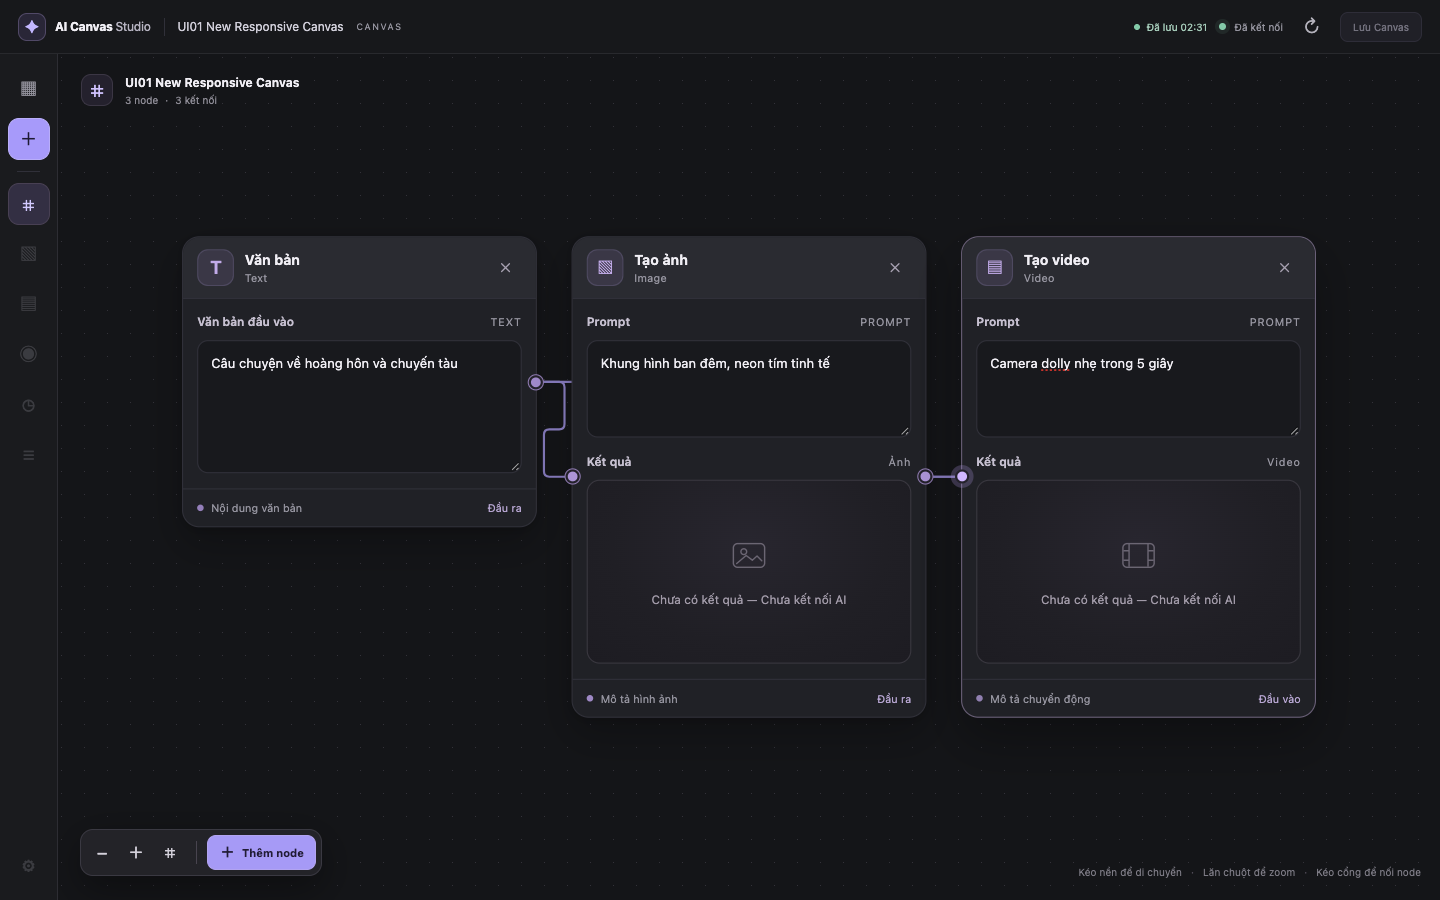 AI Canvas Studio
UI01 New Responsive Canvas
CANVAS
Đã lưu 02:31
Đã kết nối
Lưu Canvas
UI01 New Responsive Canvas
3 node · 3 kết nối
T
Văn bản
Text
Văn bản đầu vào
TEXT
Câu chuyện về hoàng hôn và chuyến tàu
Nội dung văn bản
Đầu ra
Tạo ảnh
Image
Prompt
PROMPT
Khung hình ban đêm, neon tím tinh tế
Kết quả
Ảnh
Chưa có kết quả — Chưa kết nối AI
Mô tả hình ảnh
Đầu ra
Tạo video
Video
Prompt
PROMPT
Camera dolly nhẹ trong 5 giây
Kết quả
Video
Chưa có kết quả — Chưa kết nối AI
Mô tả chuyển động
Đầu vào
Thêm node
Kéo nền để di chuyển · Lăn chuột để zoom · Kéo cổng để nối node